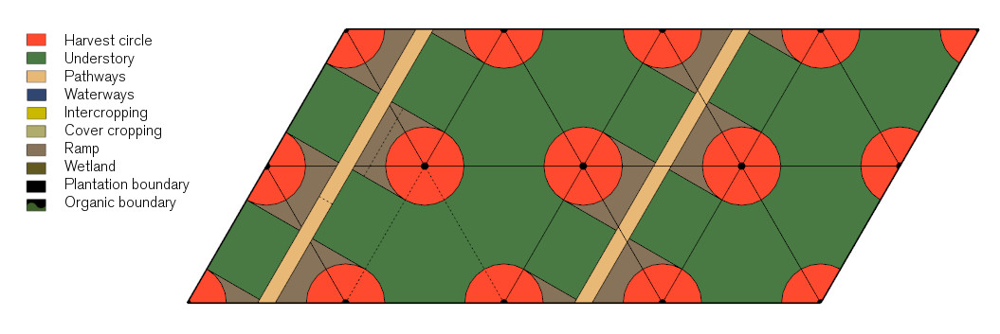 Harvest circle
Understory
Pathways
Waterways
Intercropping
Cover cropping
Ramp
Wetland
Plantation boundary
Organic boundary